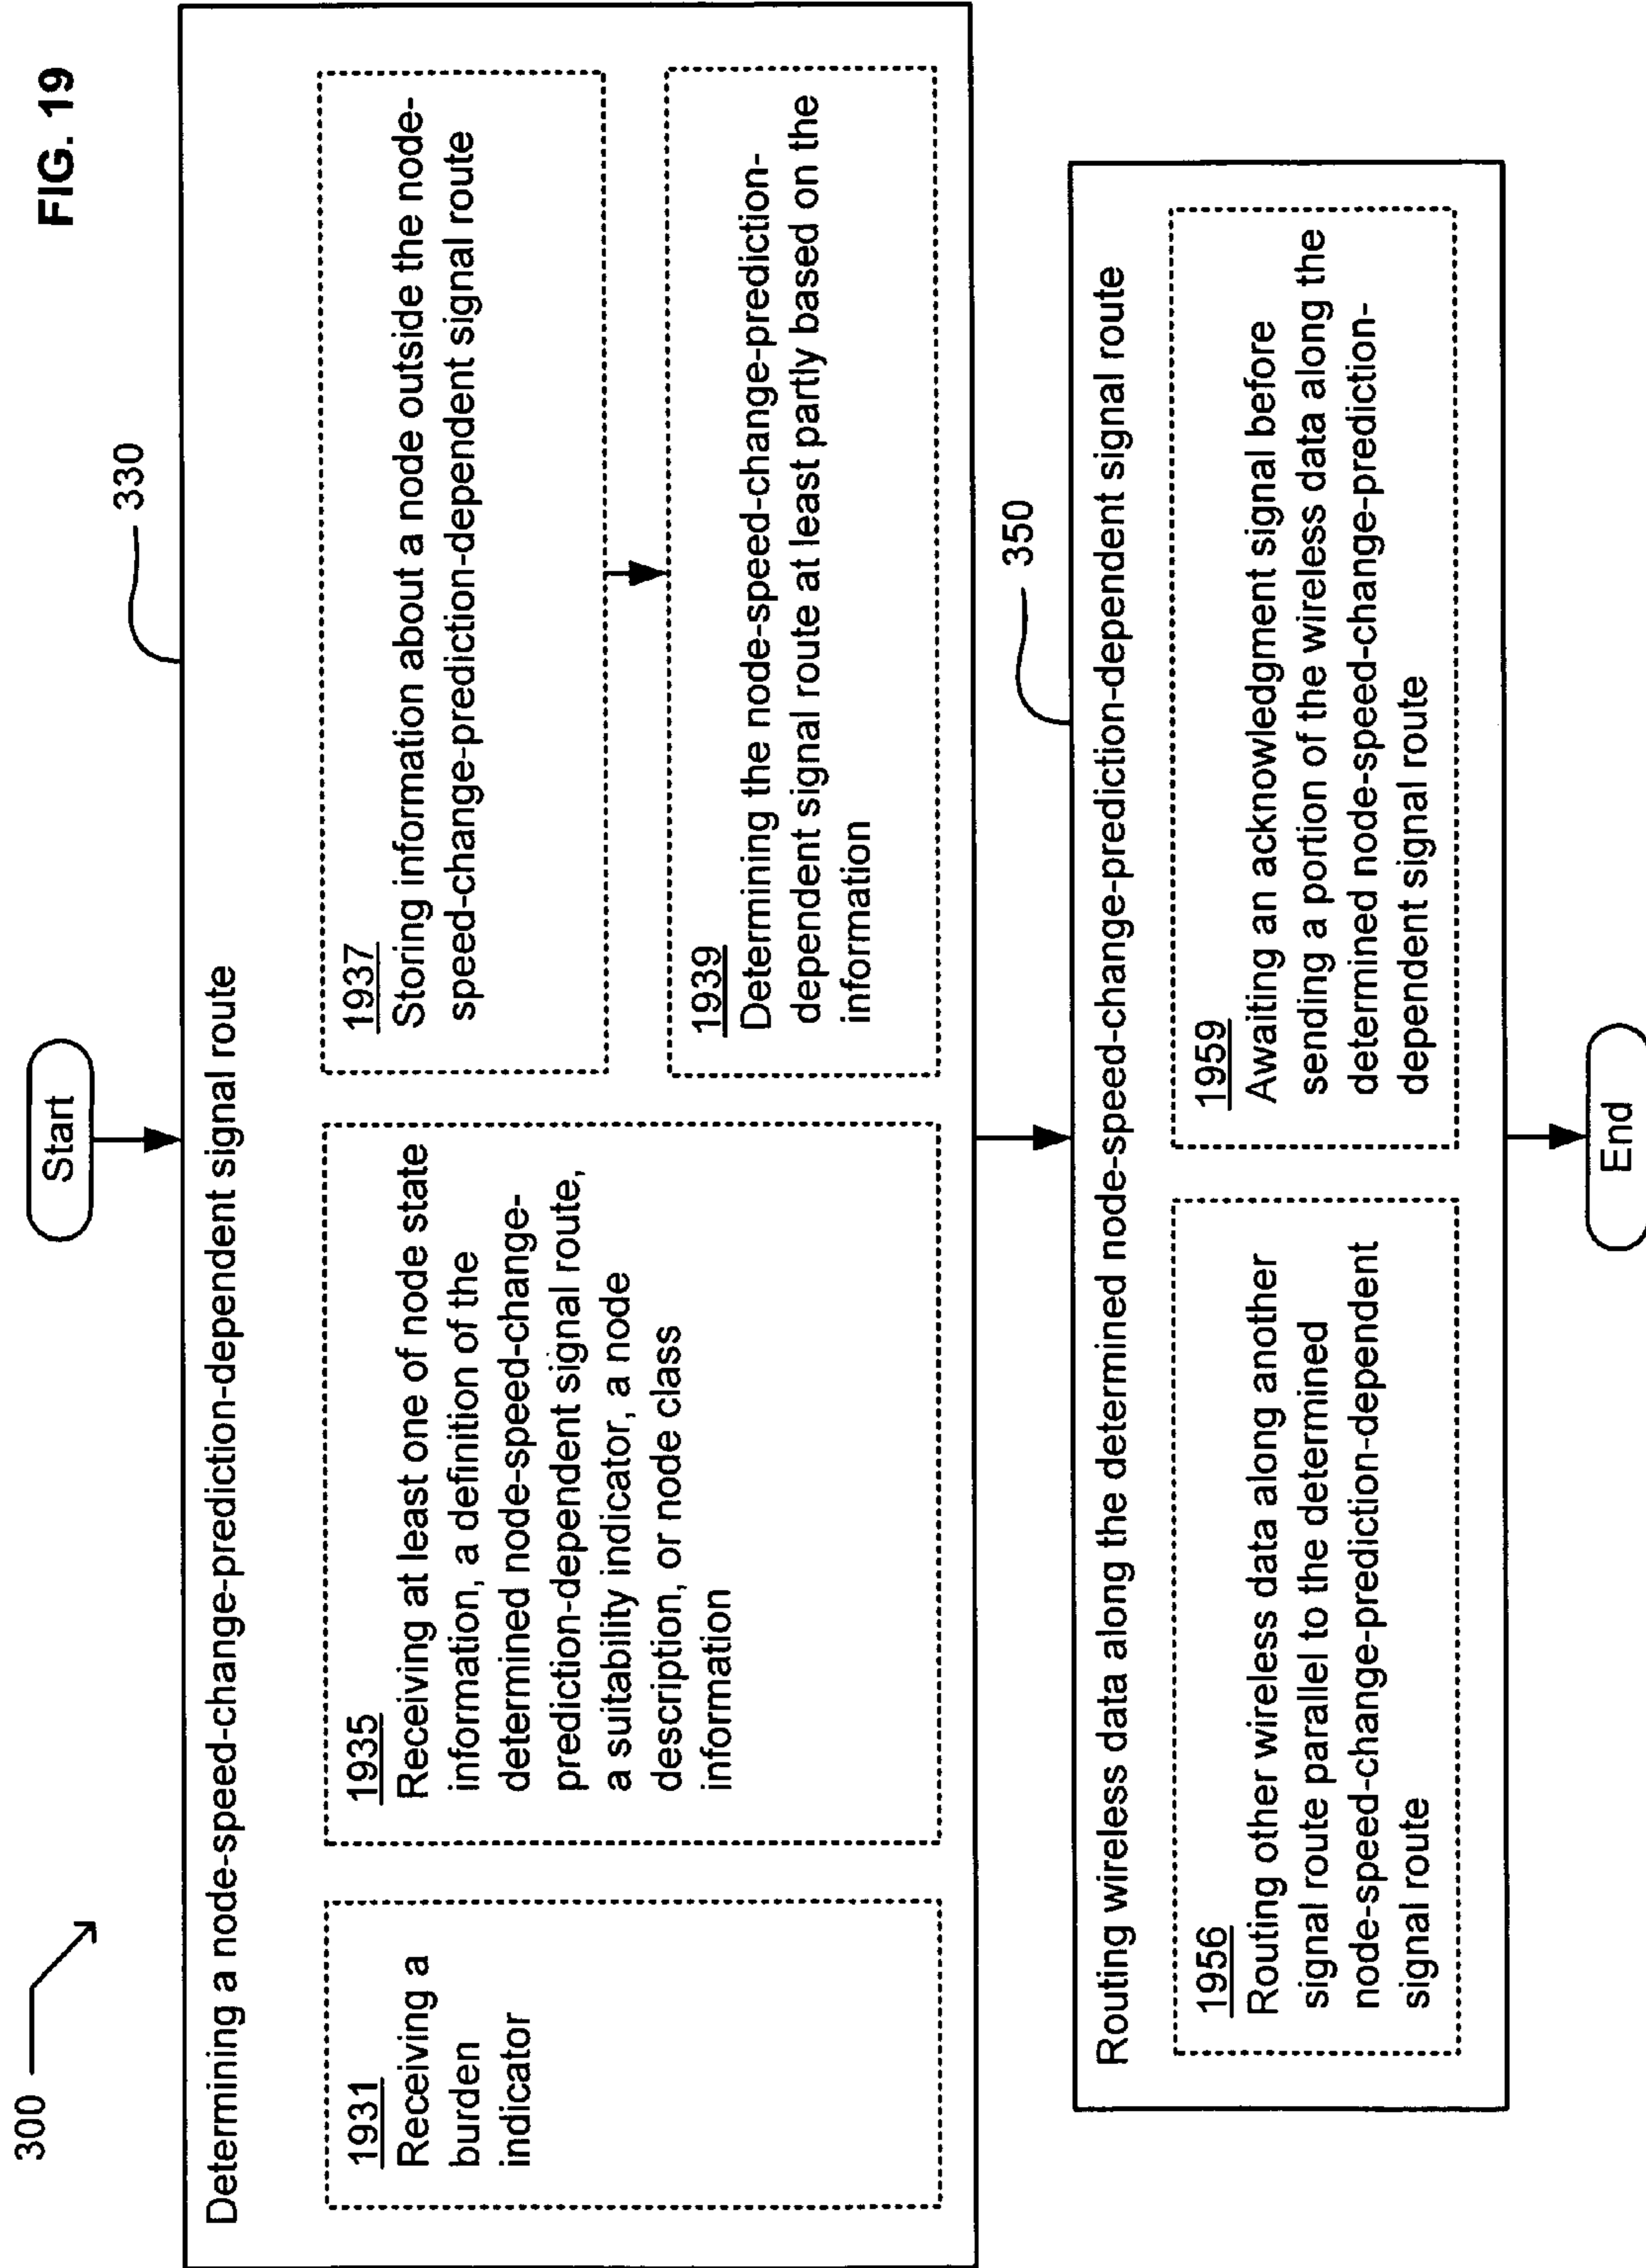 FIG. 19
300
Start
330
Determining a node-speed-change-prediction-dependent signal route
1931
Receiving a
burden
indicator
1935
Receiving at least one of node state
information, a definition of the
determined node-speed-change-
prediction-dependent signal route,
a suitability indicator, a node
description, or node class
information
1937
Storing information about a node outside the node-
speed-change-prediction-dependent signal route
1939
Determining the node-speed-change-prediction-
dependent signal route at least partly based on the
information
350
Routing wireless data along the determined node-speed-change-prediction-dependent signal route
1956
Routing other wireless data along another
signal route parallel to the determined
node-speed-change-prediction-dependent
signal route
1959
Awaiting an acknowledgment signal before
sending a portion of the wireless data along the
determined node-speed-change-prediction-
dependent signal route
End